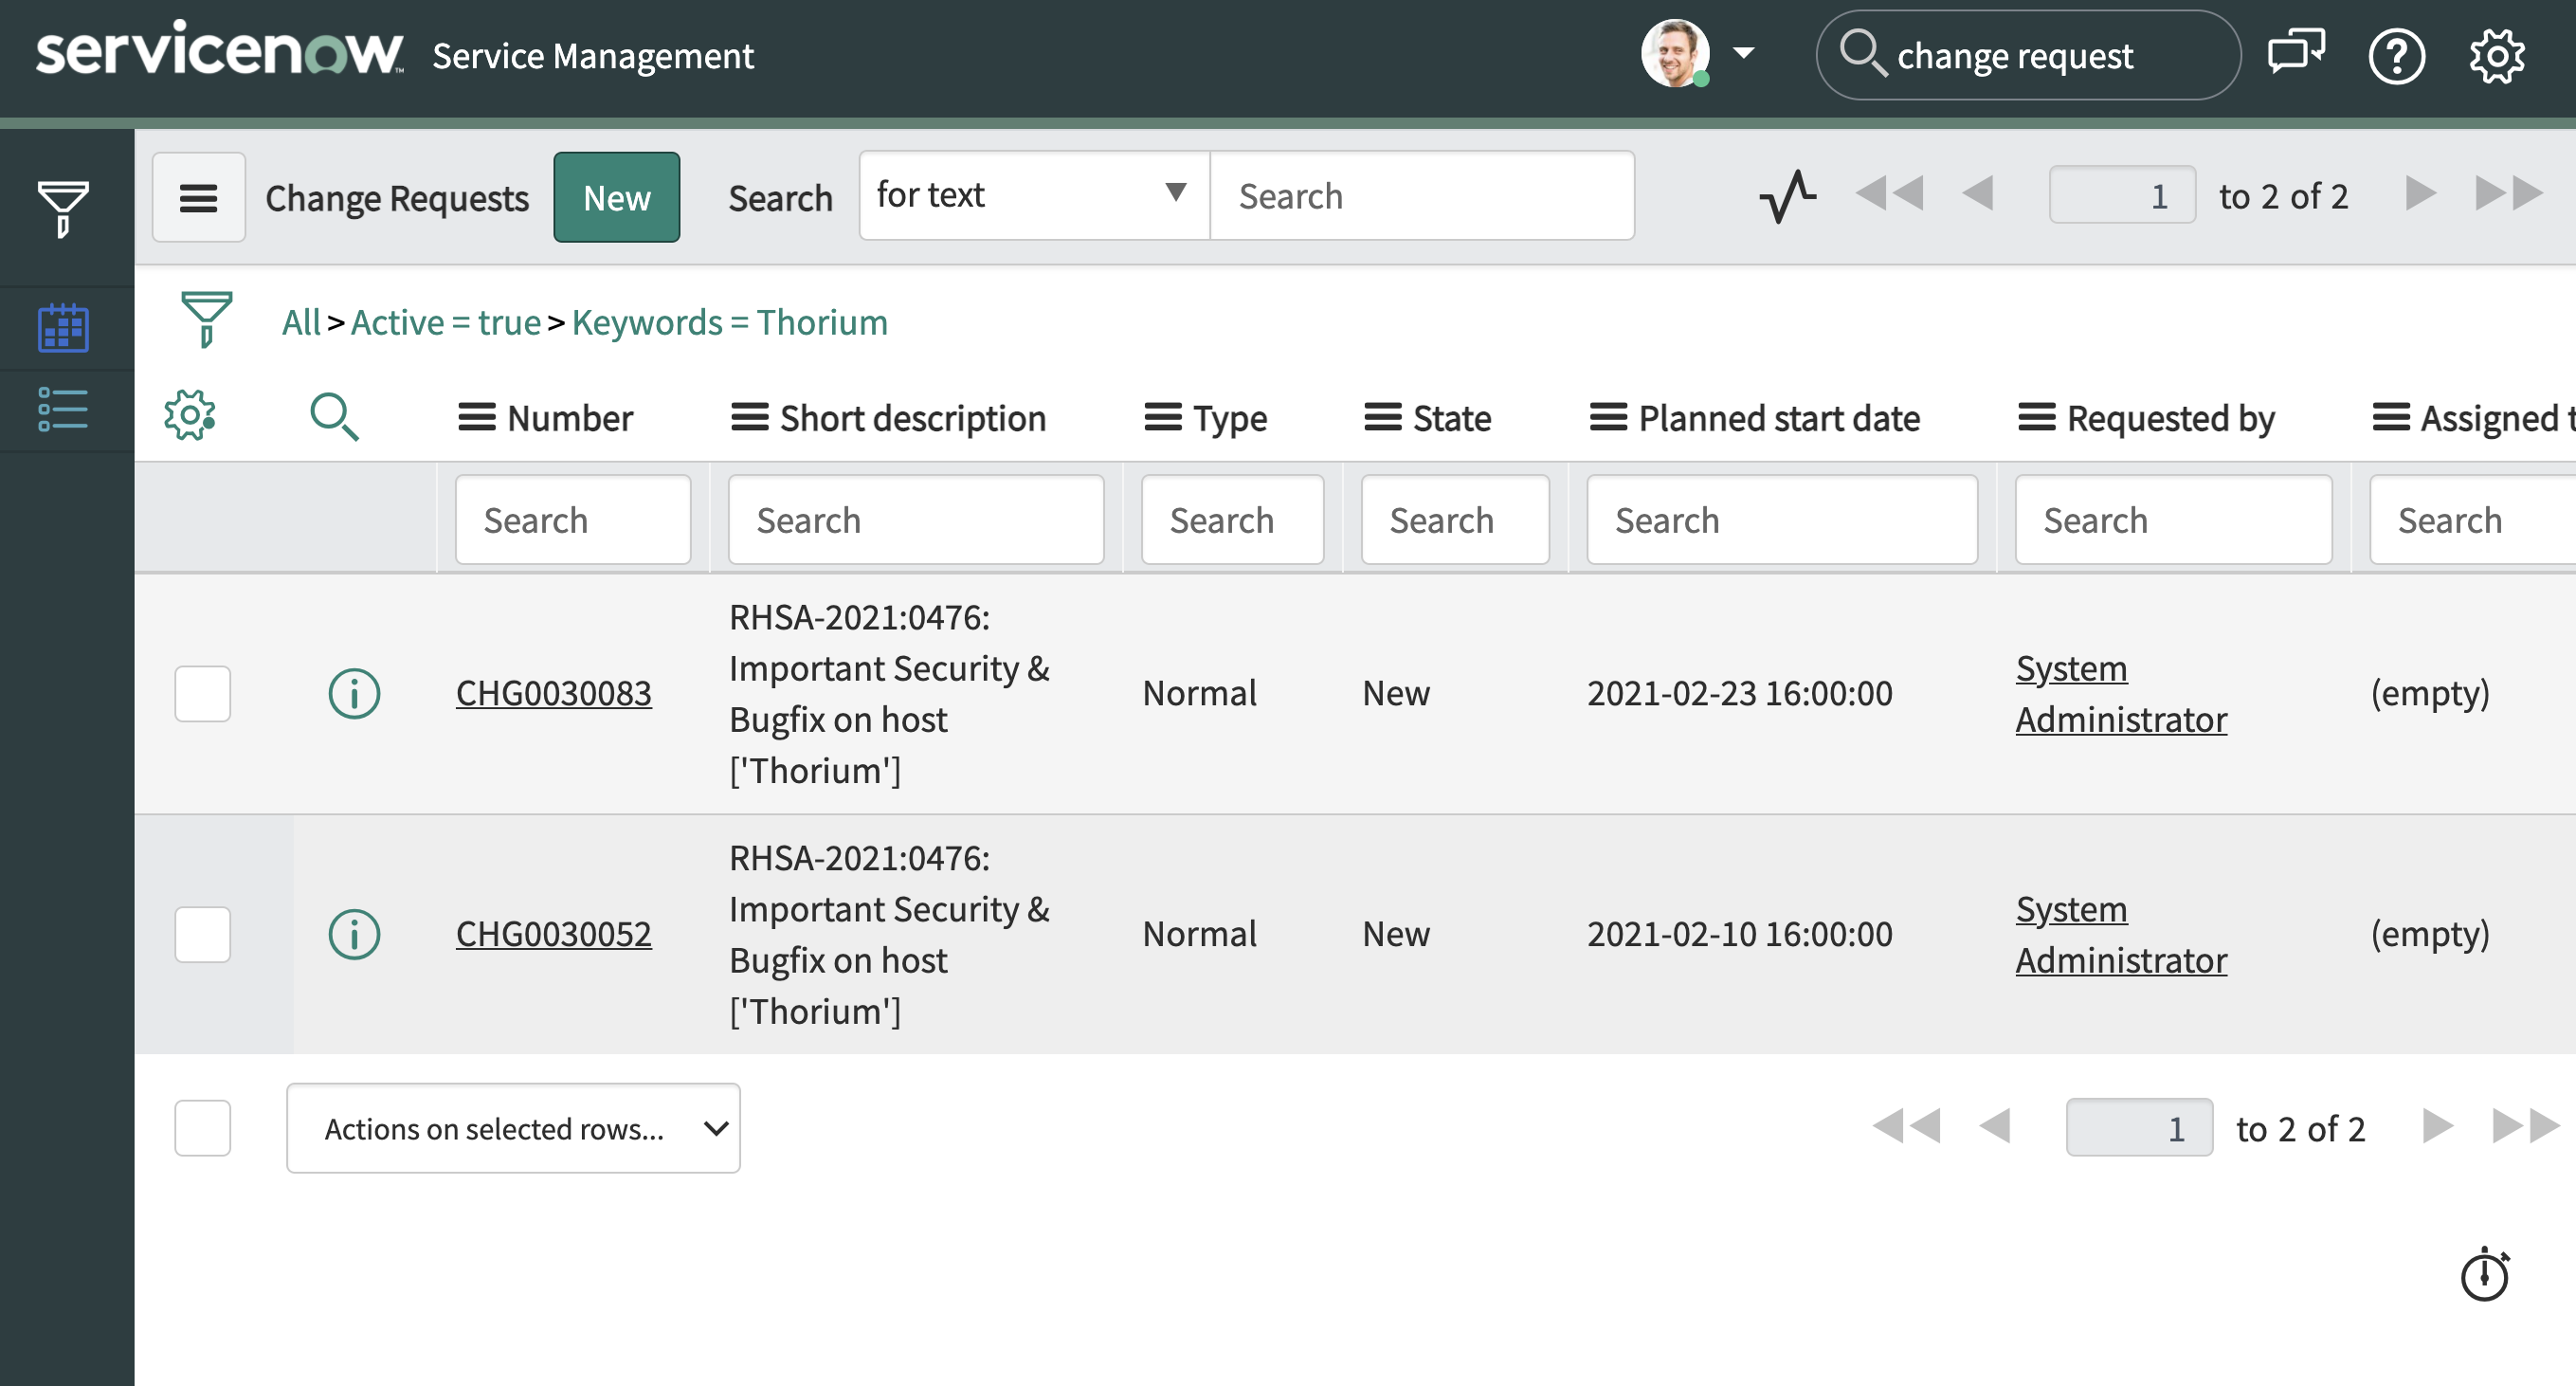 servicenow™ Service Management change request
Change Requests New Search for text Search 1 to 2 of 2
All > Active = true > Keywords = Thorium
Number Short description Type State Planned start date Requested by Assigned t
Search Search Search Search Search Search Search
RHSA-2021:0476:
Important Security &
Bugfix on host
['Thorium']
CHG0030083 Normal New 2021-02-23 16:00:00 System (empty)
Administrator
RHSA-2021:0476:
Important Security &
Bugfix on host
['Thorium']
CHG0030052 Normal New 2021-02-10 16:00:00 System (empty)
Administrator
Actions on selected rows... 1 to 2 of 2